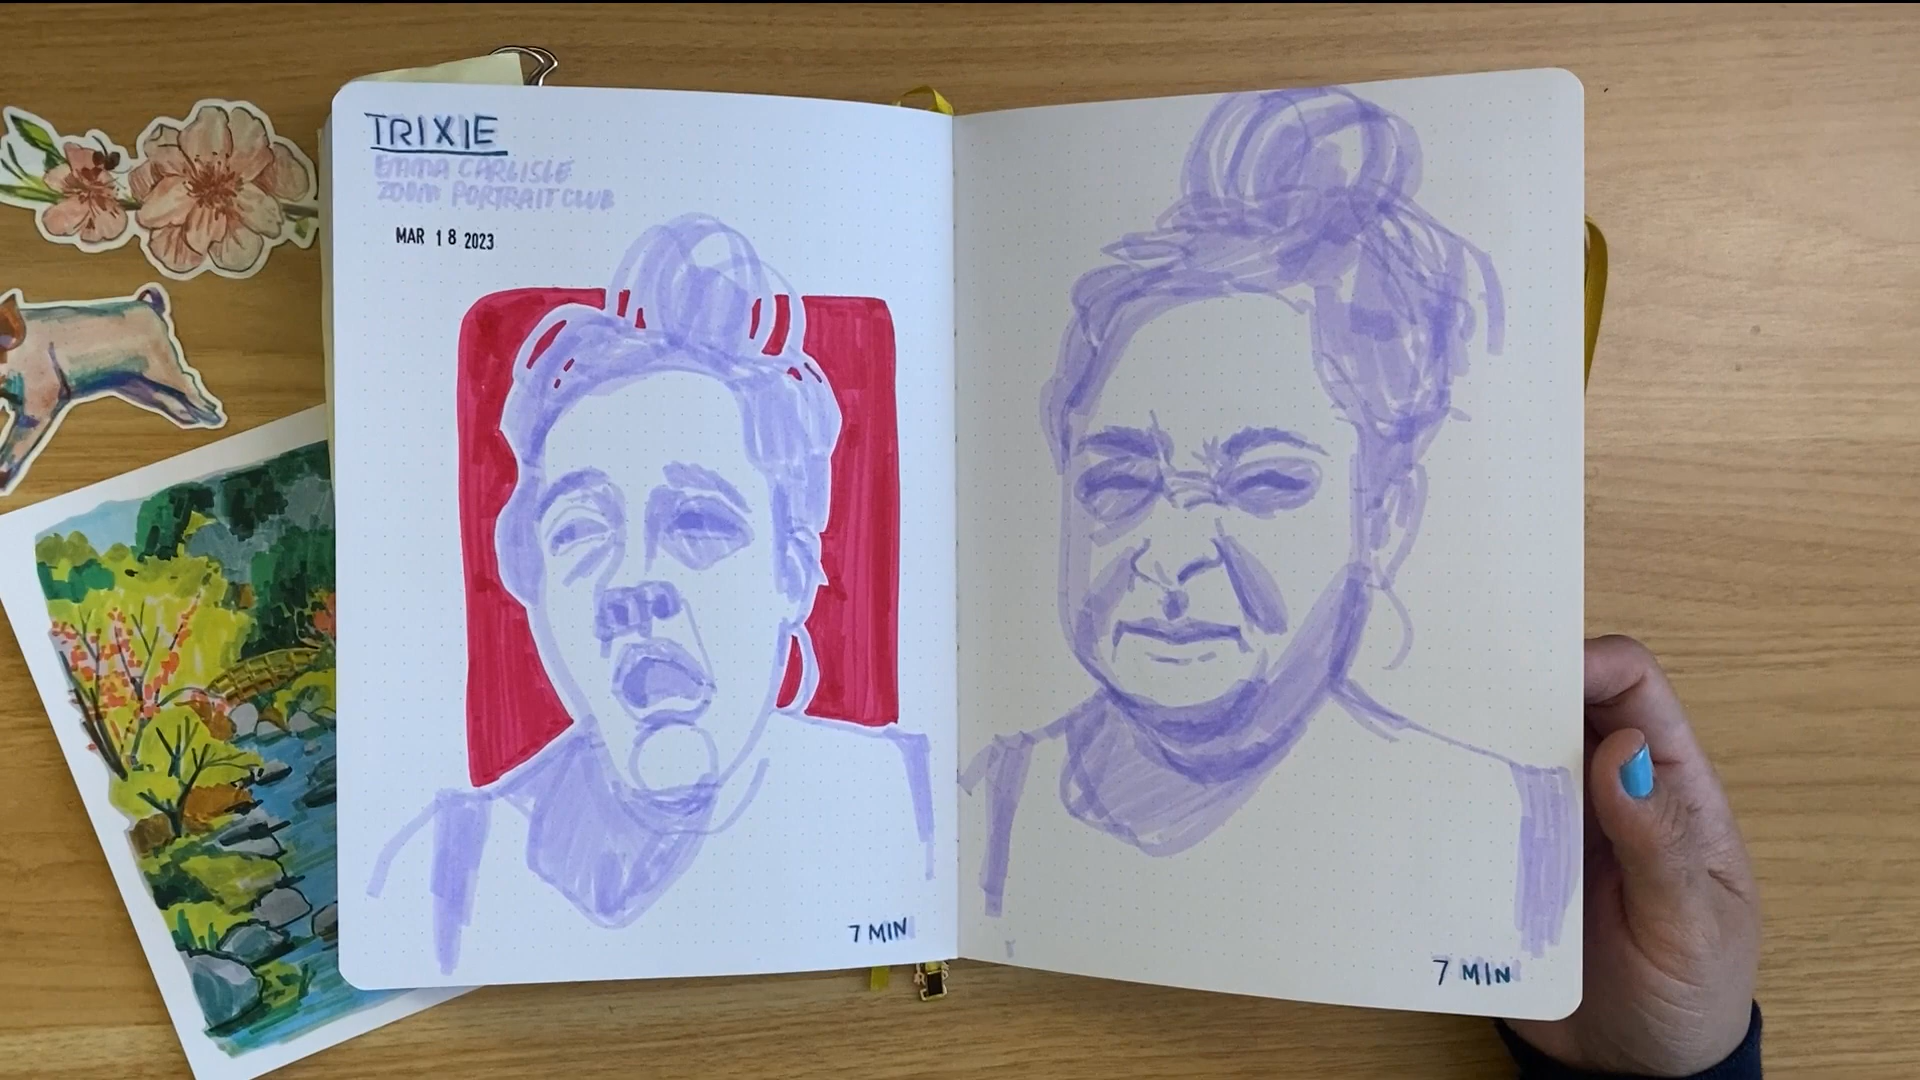 TRIXIE
EMMA CARLISLE
ZOOM PORTRAIT CLUB
MAR 18 2023
7 MIN
7 MIN